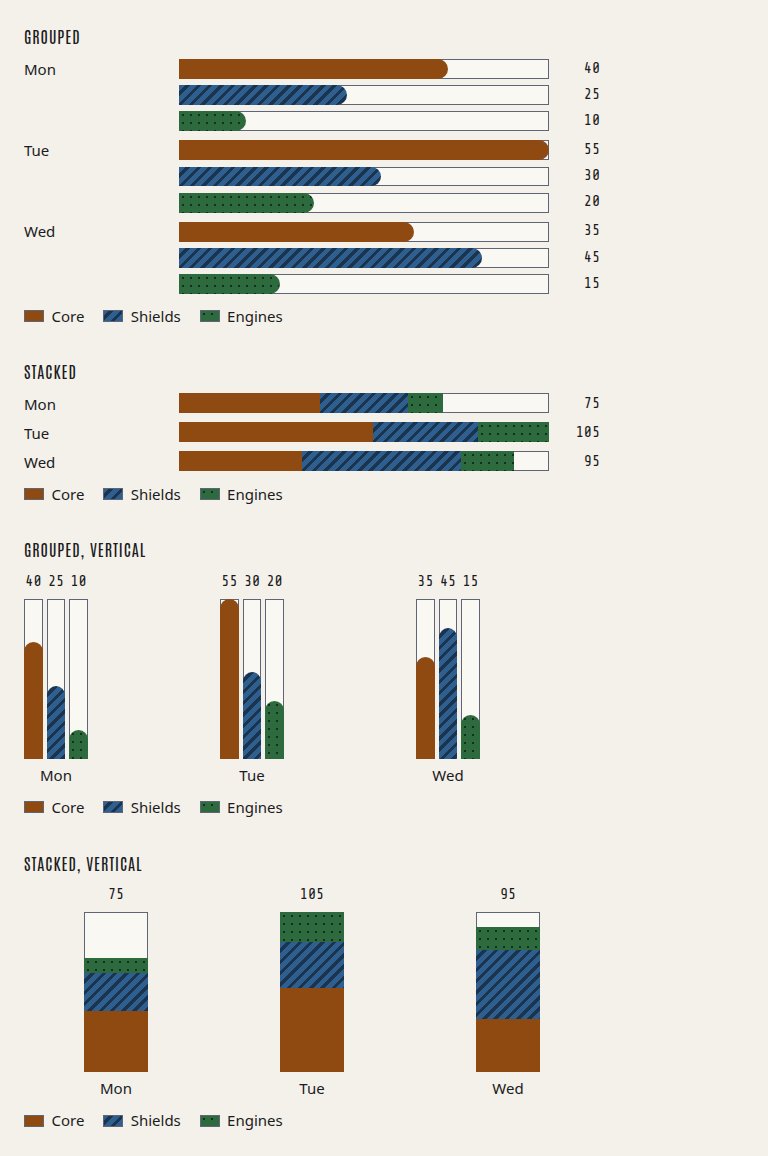 GROUPED
Mon 40
25
10
Tue 55
30
20
Wed 35
45
15
Core Shields Engines
STACKED
Mon 75
Tue 105
Wed 95
Core Shields Engines
GROUPED, VERTICAL
40 25 10 55 30 20 35 45 15
Mon Tue Wed
Core Shields Engines
STACKED, VERTICAL
75 105 95
Mon Tue Wed
Core Shields Engines